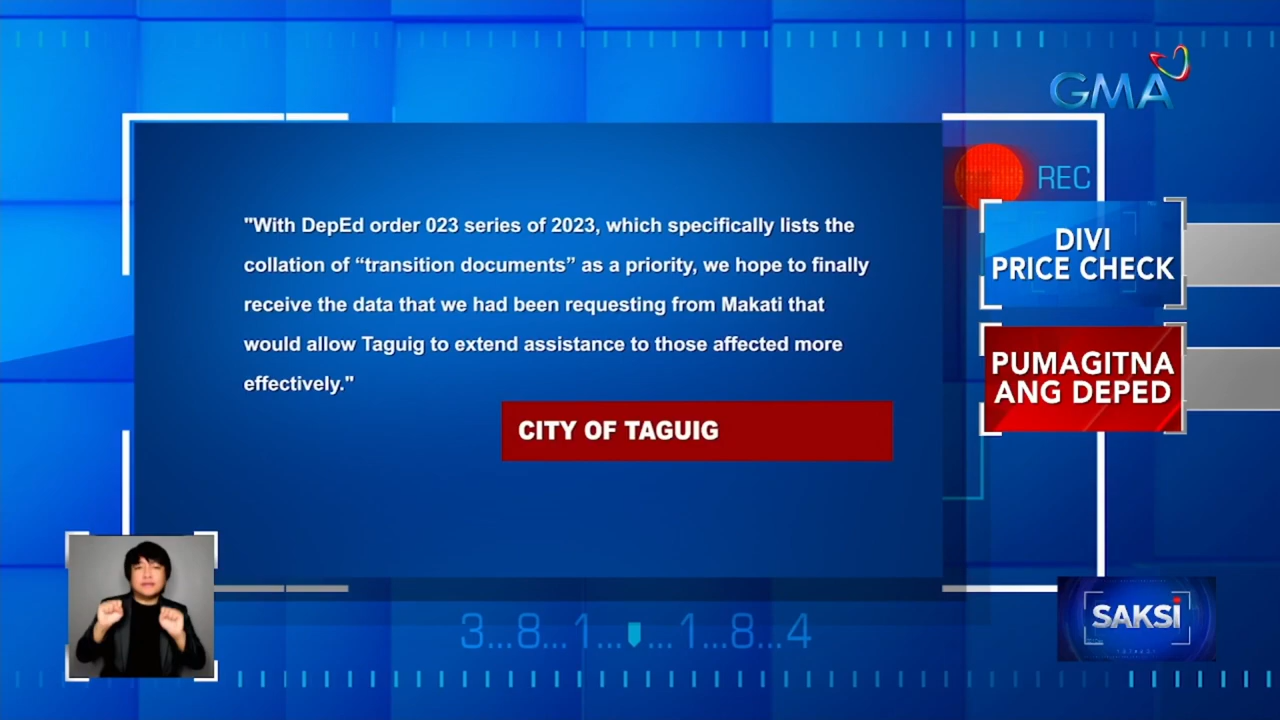 GMA
REC
"With DepEd order 023 series of 2023, which specifically lists the
collation of “transition documents” as a priority, we hope to finally
receive the data that we had been requesting from Makati that
would allow Taguig to extend assistance to those affected more
effectively."
CITY OF TAGUIG
DIVI
PRICE CHECK
PUMAGITNA
ANG DEPED
SAKSI
3...8...1... ...1...8...4